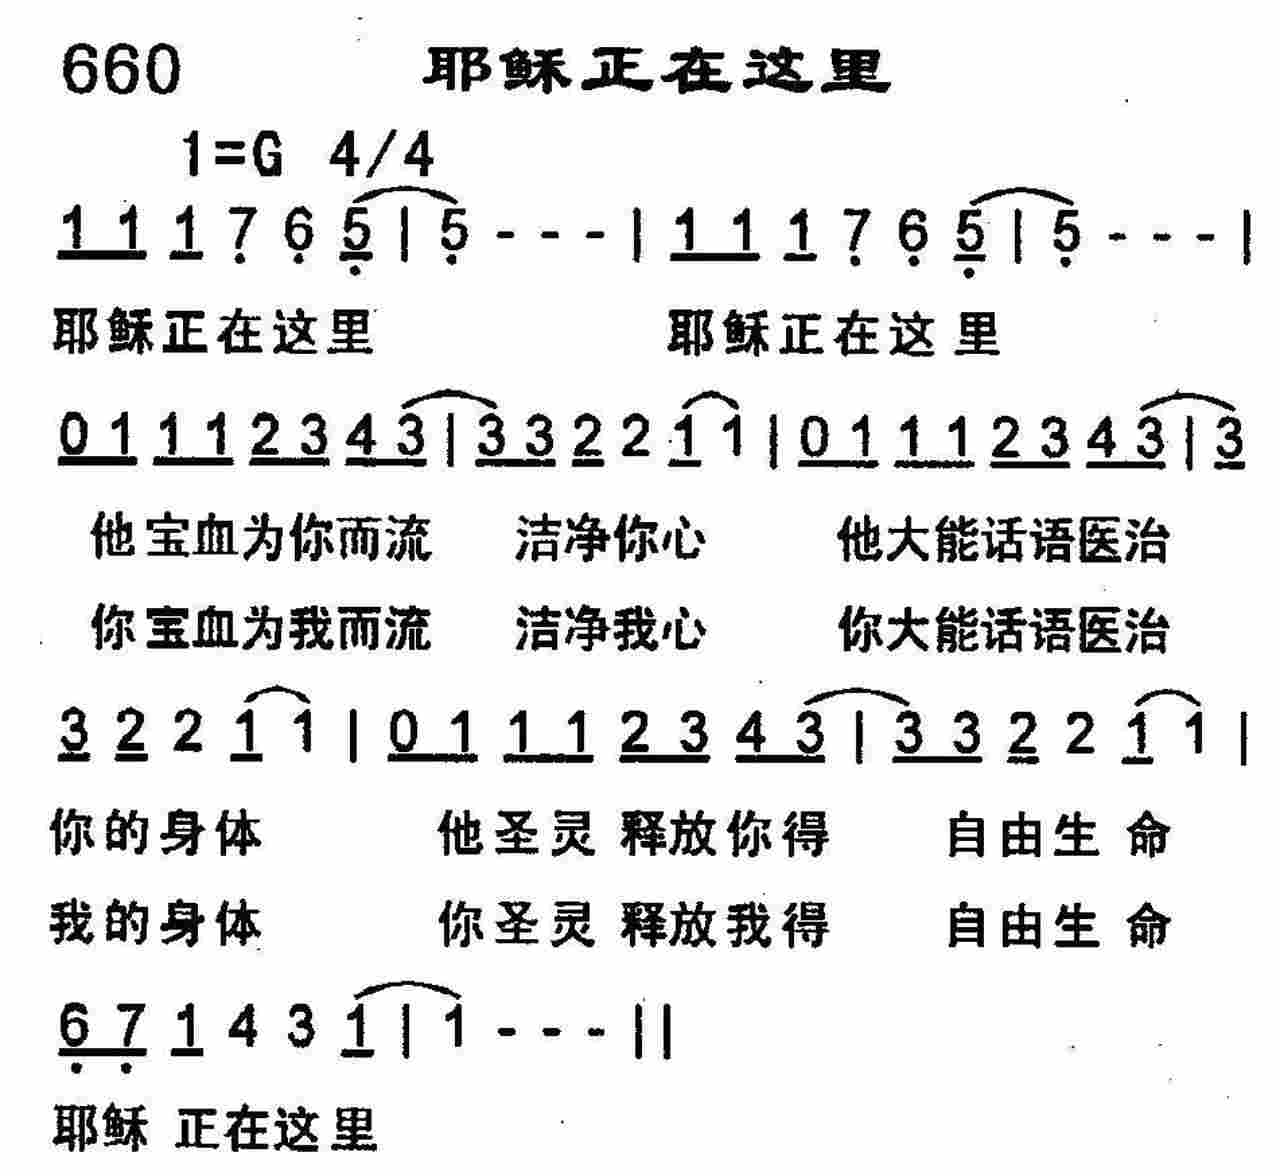 660 耶稣正在这里
1=G 4/4
1 1 1 7 6 5 | 5 - - - | 1 1 1 7 6 5 | 5 - - - |
耶稣正在这里 耶稣正在这里
0 1 1 1 2 3 4 3 | 3 3 2 2 1 1 | 0 1 1 1 2 3 4 3 | 3
他宝血为你而流 洁净你心 他大能话语医治
你宝血为我而流 洁净我心 你大能话语医治
3 2 2 1 1 | 0 1 1 1 2 3 4 3 | 3 3 2 2 1 1 |
你的身体 他圣灵释放你得 自由生命
我的身体 你圣灵释放我得 自由生命
6 7 1 4 3 1 | 1 - - - ||
耶稣 正在这里